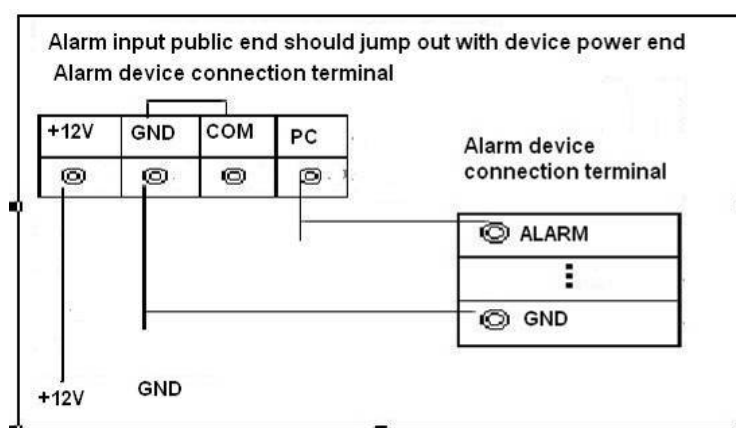 Alarm input public end should jump out with device power end
Alarm device connection terminal
+12V GND COM PC
Alarm device
connection terminal
ALARM
GND
+12V GND